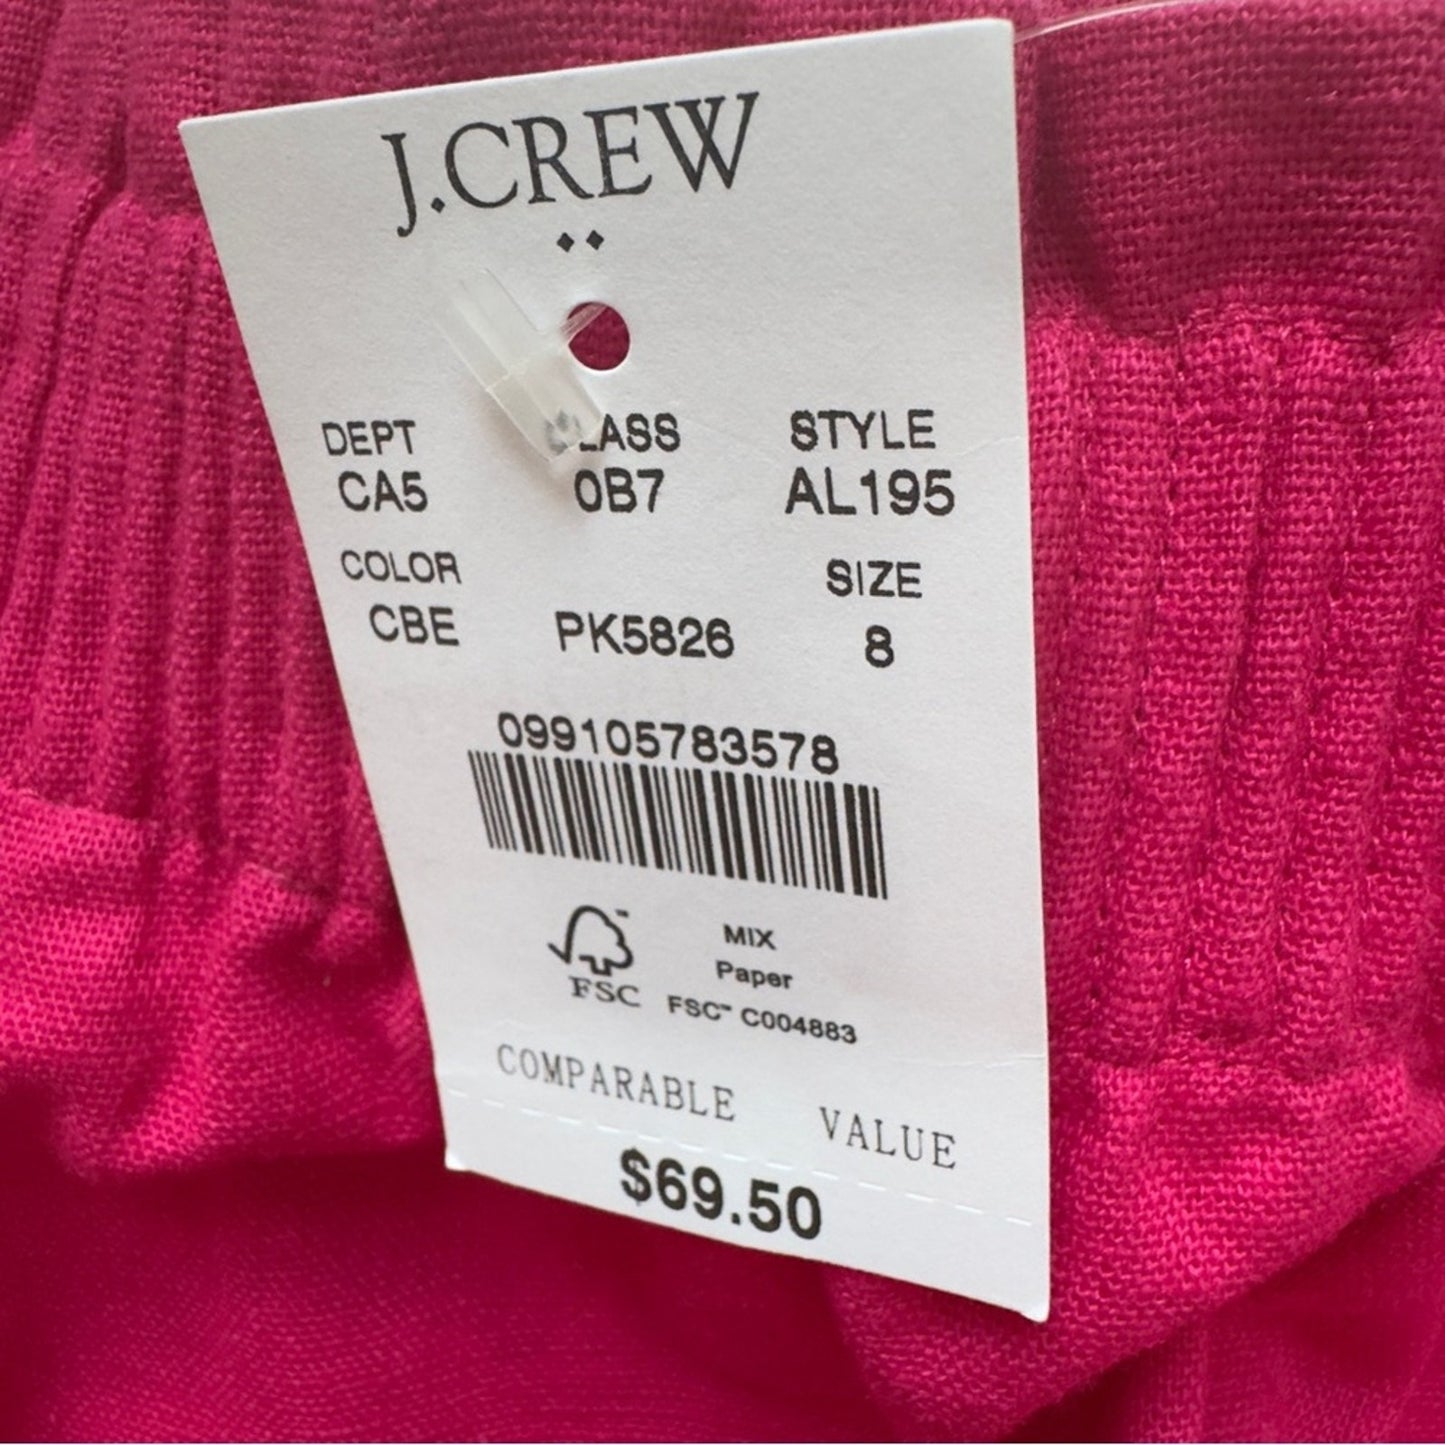 J.CREW
DEPT CLASS STYLE
CA5 0B7 AL195
COLOR SIZE
CBE PK5826 8
099105783578
MIX
Paper
FSC FSC™ C004883
COMPARABLE VALUE
$69.50